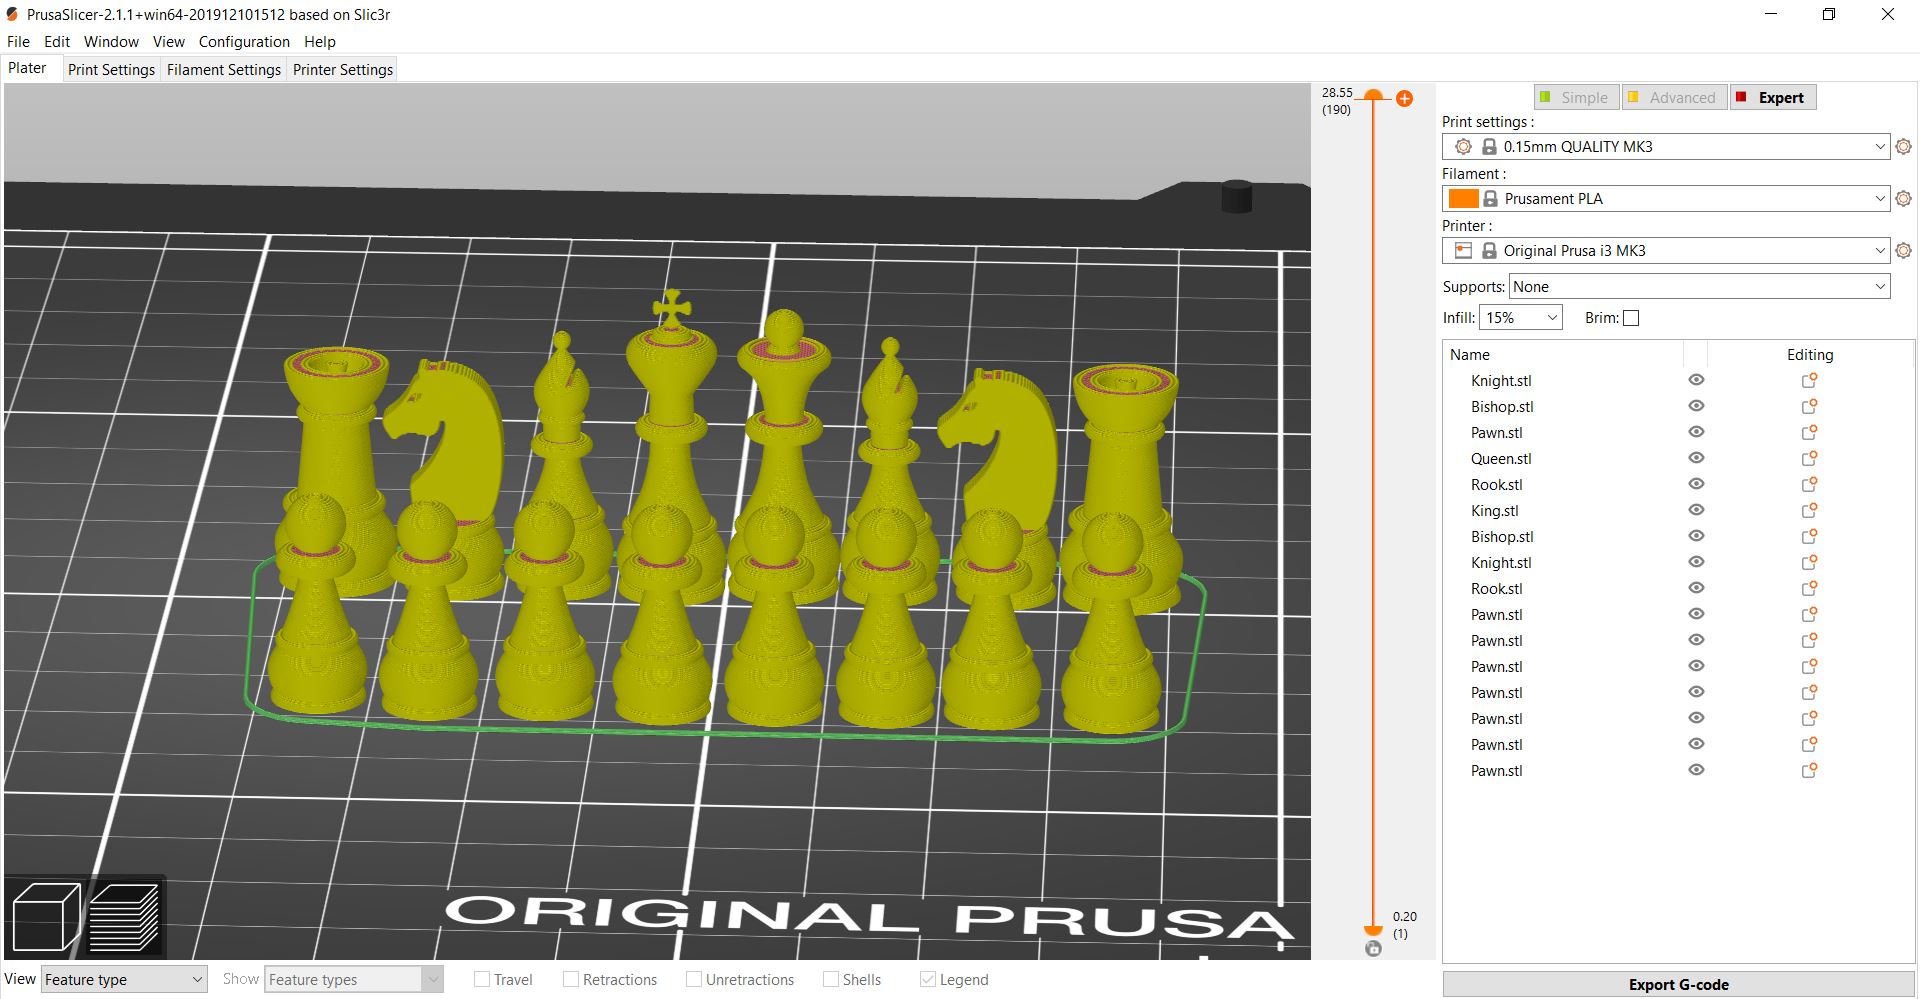 PrusaSlicer-2.1.1+win64-201912101512 based on Slic3r
File Edit Window View Configuration Help
Plater Print Settings Filament Settings Printer Settings
28.55
(190)
Simple Advanced Expert
Print settings :
0.15mm QUALITY MK3
Filament :
Prusament PLA
Printer :
Original Prusa i3 MK3
Supports: None
Infill: 15% Brim:
Name Editing
Knight.stl
Bishop.stl
Pawn.stl
Queen.stl
Rook.stl
King.stl
Bishop.stl
Knight.stl
Rook.stl
Pawn.stl
Pawn.stl
Pawn.stl
Pawn.stl
Pawn.stl
Pawn.stl
Pawn.stl
ORIGINAL PRUSA
0.20
(1)
View Feature type Show Feature types Travel Retractions Unretractions Shells Legend
Export G-code